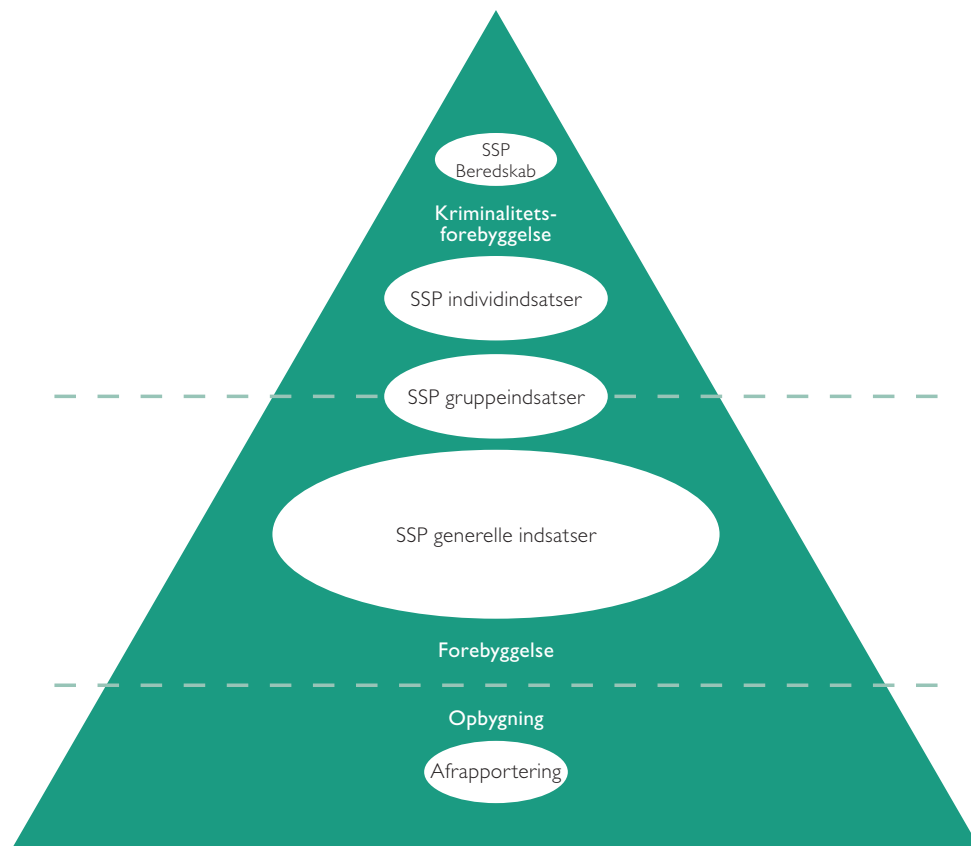 SSP
Beredskab
Kriminalitets-
forebyggelse
SSP individindsatser
SSP gruppeindsatser
SSP generelle indsatser
Forebyggelse
Opbygning
Afrapportering